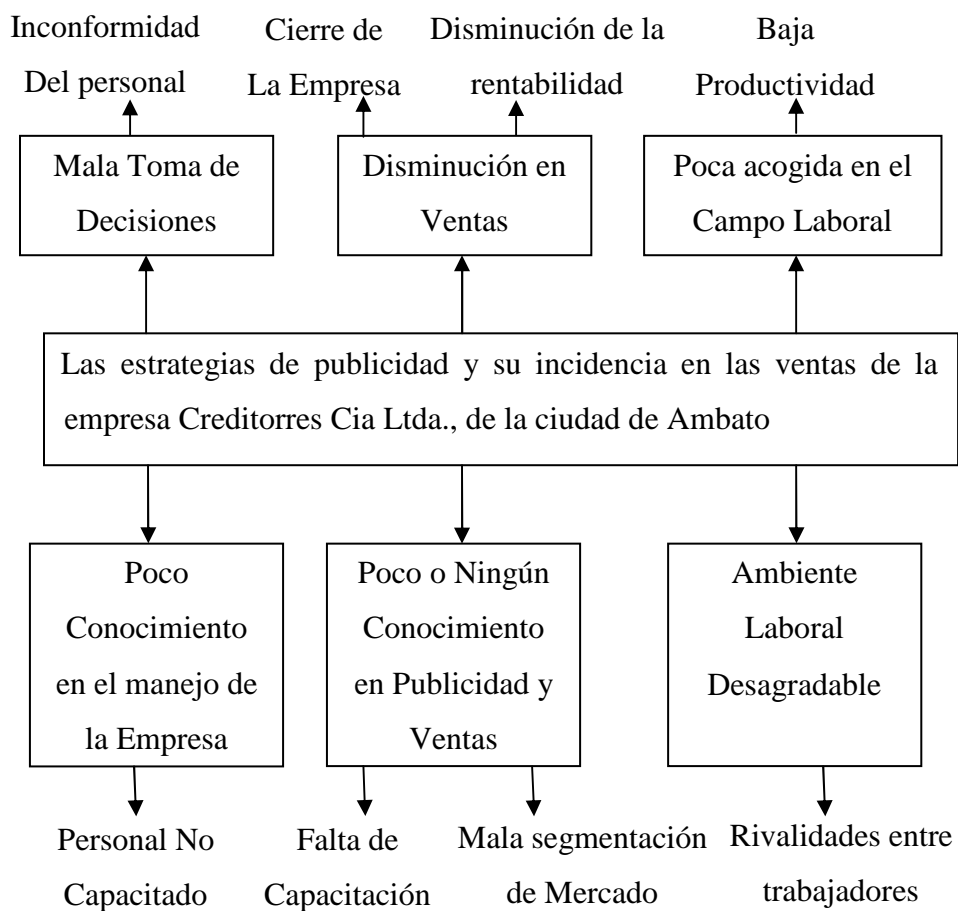 Inconformidad
Del personal
Cierre de
La Empresa
Disminución de la
rentabilidad
Baja
Productividad
Mala Toma de
Decisiones
Disminución en
Ventas
Poca acogida en el
Campo Laboral
Las estrategias de publicidad y su incidencia en las ventas de la
empresa Creditorres Cia Ltda., de la ciudad de Ambato
Poco
Conocimiento
en el manejo de
la Empresa
Poco o Ningún
Conocimiento
en Publicidad y
Ventas
Ambiente
Laboral
Desagradable
Personal No
Capacitado
Falta de
Capacitación
Mala segmentación
de Mercado
Rivalidades entre
trabajadores